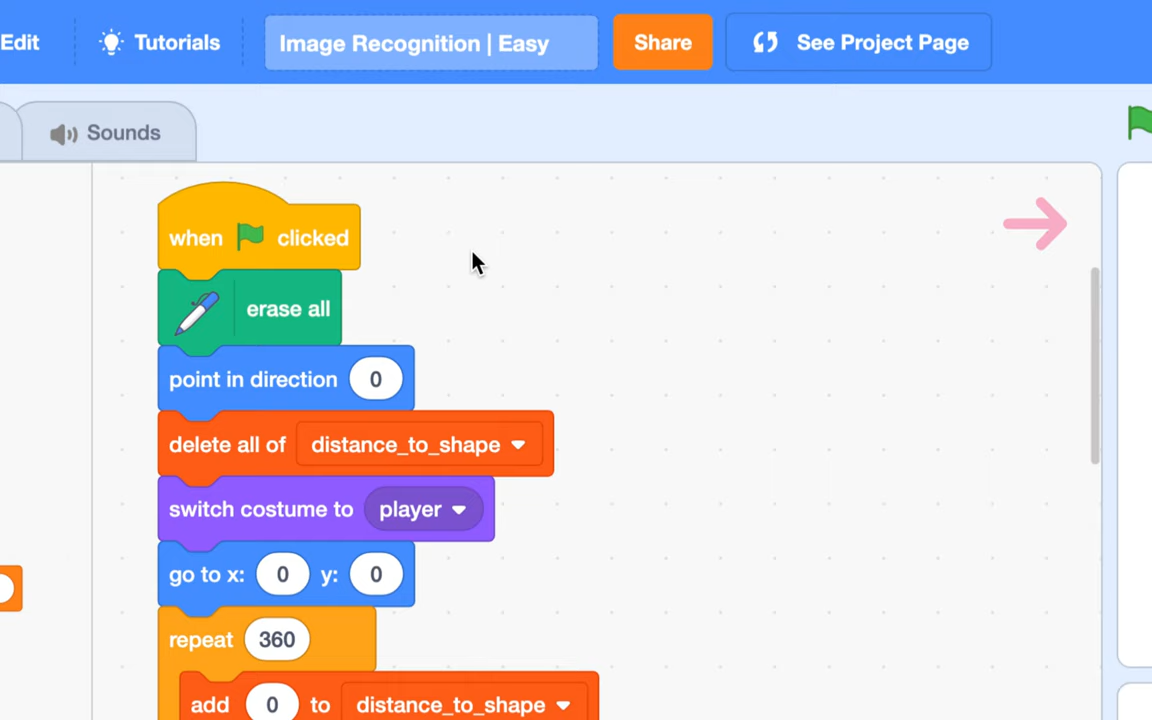 Edit Tutorials Image Recognition | Easy Share See Project Page
Sounds
when clicked
erase all
point in direction 0
delete all of distance_to_shape
switch costume to player
go to x: 0 y: 0
repeat 360
add 0 to distance_to_shape